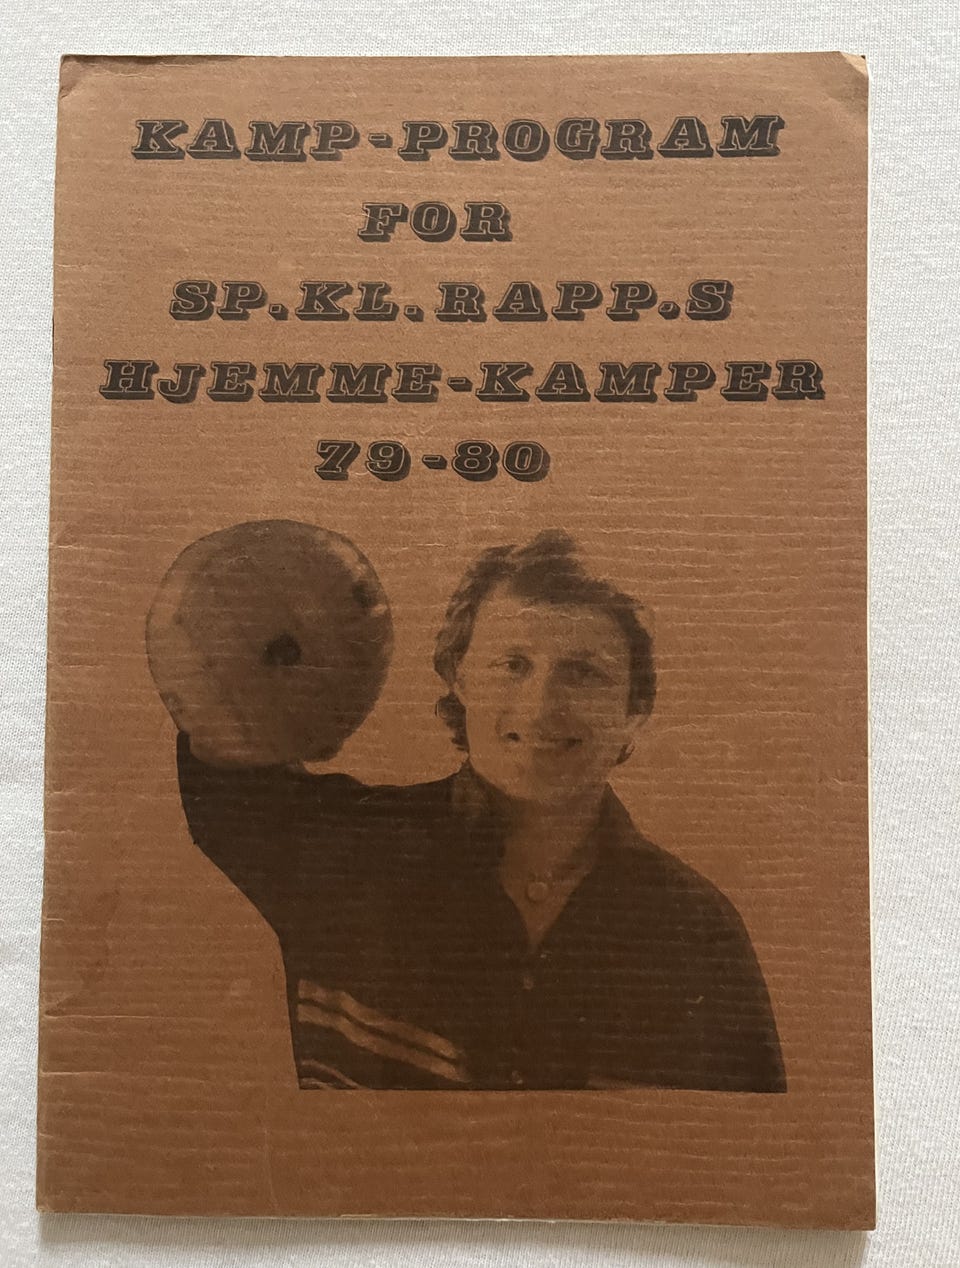 KAMP-PROGRAM
FOR
SP.KL.RAPP.S
HJEMME-KAMPER
79-80